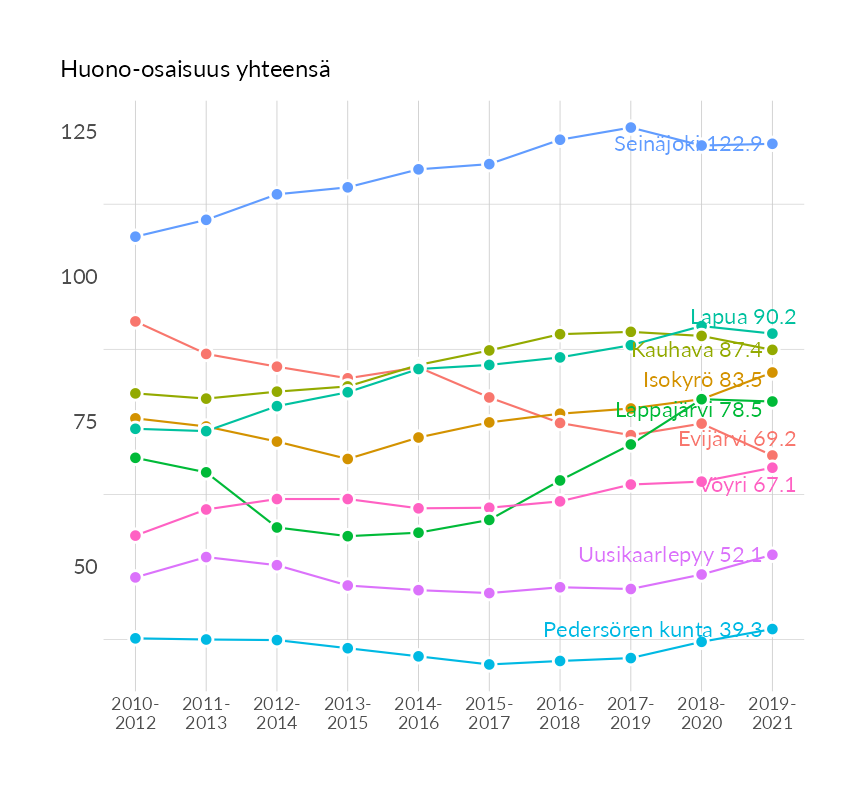 Huono-osaisuus yhteensä
125
Seinäjoki 122.9
100
Lapua 90.2
Kauhava 87.4
Isokyrö 83.5
Lappajärvi 78.5
75
Evijärvi 69.2
Vöyri 67.1
Uusikaarlepyy 52.1
50
Pedersören kunta 39.3
2010- 2011- 2012- 2013- 2014- 2015- 2016- 2017- 2018- 2019-
2012 2013 2014 2015 2016 2017 2018 2019 2020 2021